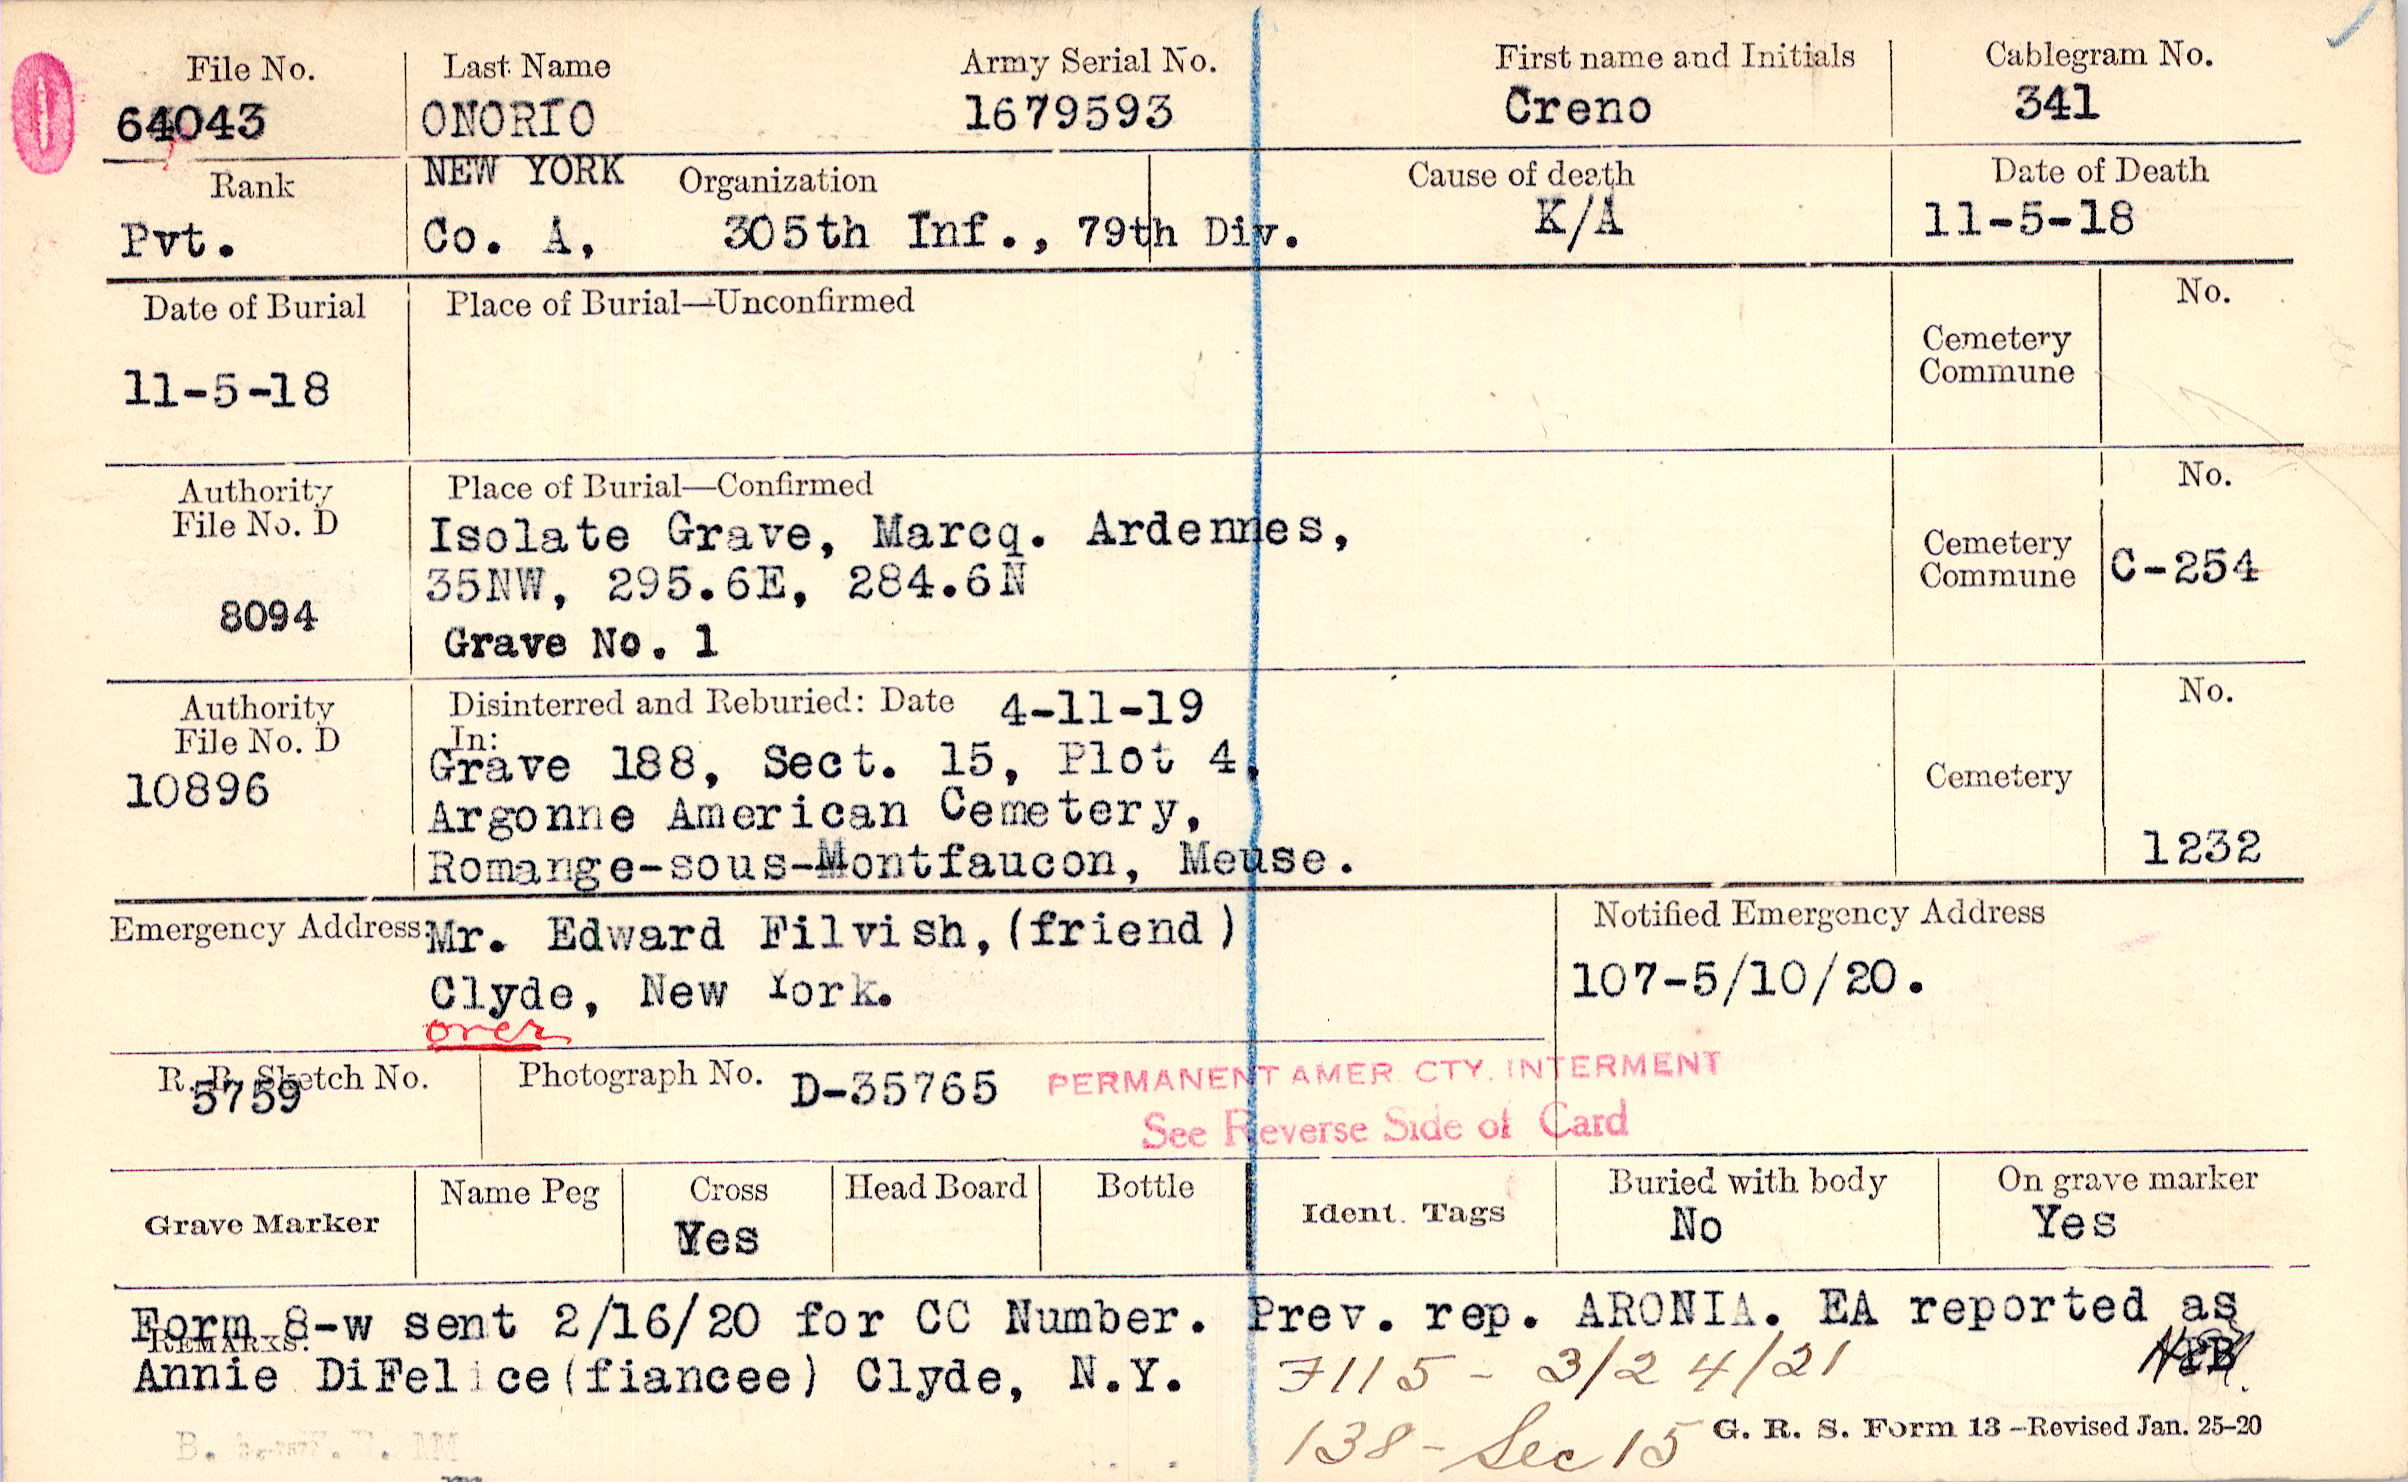 File No. Last Name Army Serial No. First name and Initials Cablegram No.
64043 ONORIO 1679593 Creno 341
Rank NEW YORK Organization Cause of death Date of Death
Pvt. Co. A, 305th Inf., 79th Div. K/A 11-5-18
Date of Burial Place of Burial—Unconfirmed No.
11-5-18 Cemetery
Commune
Authority Place of Burial—Confirmed No.
File No. D Isolate Grave, Marcq. Ardennes, Cemetery
35NW, 295.6E, 284.6N Commune C-254
8094 Grave No. 1
Authority Disinterred and Reburied: Date 4-11-19 No.
File No. D In:
10896 Grave 188, Sect. 15, Plot 4, Cemetery
Argonne American Cemetery,
Romange-sous-Montfaucon, Meuse. 1232
Emergency Address: Mr. Edward Filvish,(friend) Notified Emergency Address
Clyde, New York. 107-5/10/20.
over
R. B. Sketch No. Photograph No. D-35765 PERMANENT AMER. CTY. INTERMENT
5759 See Reverse Side of Card
Grave Marker Name Peg Cross Head Board Bottle Ident. Tags Buried with body On grave marker
Yes No Yes
Form 8-w sent 2/16/20 for CC Number. Prev. rep. ARONIA. EA reported as
REMARKS:
Annie DiFelice(fiancee) Clyde, N.Y. 7115 - 3/24/21
138 - Sec 15 G. R. S. Form 13 -Revised Jan. 25-20